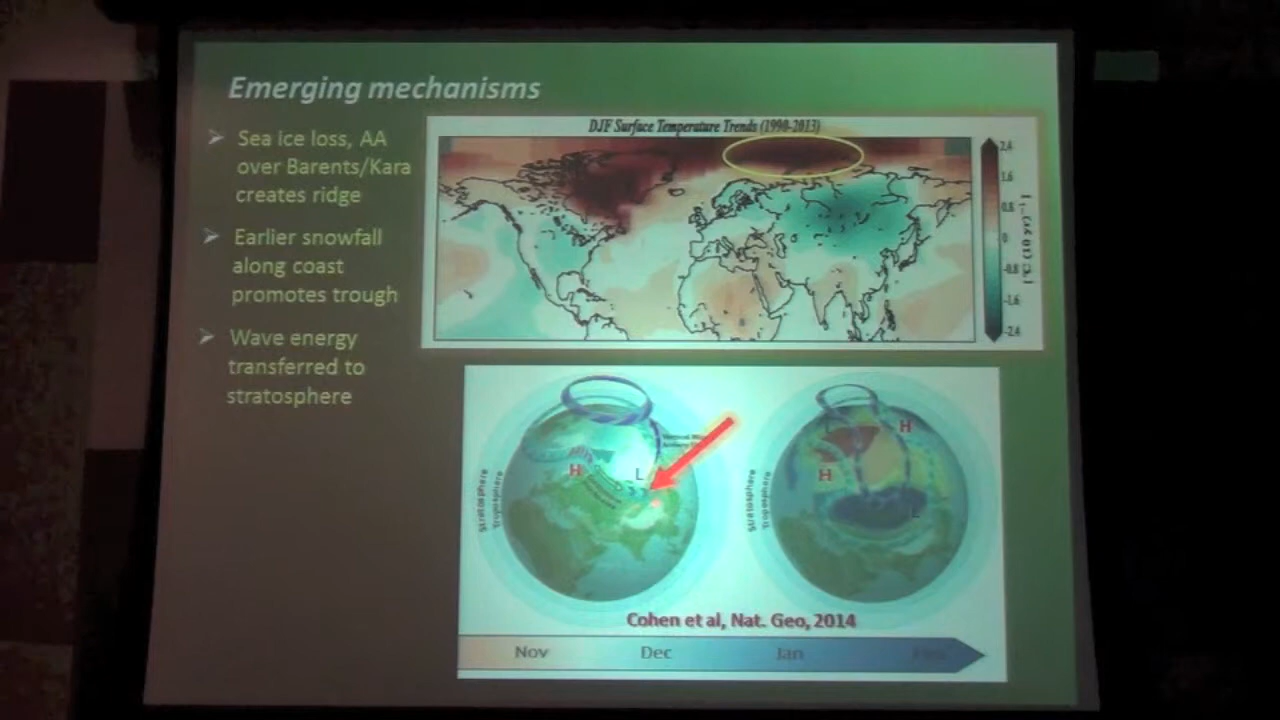 Emerging mechanisms
➢ Sea ice loss, AA
over Barents/Kara
creates ridge
➢ Earlier snowfall
along coast
promotes trough
➢ Wave energy
transferred to
stratosphere
DJF Surface Temperature Trends (1990-2013)
2.4
1.6
0.8
0
-0.8
-1.6
-2.4
H
L
Stratosphere
Troposphere
H
H
L
Stratosphere
Troposphere
Cohen et al, Nat. Geo, 2014
Nov Dec Jan